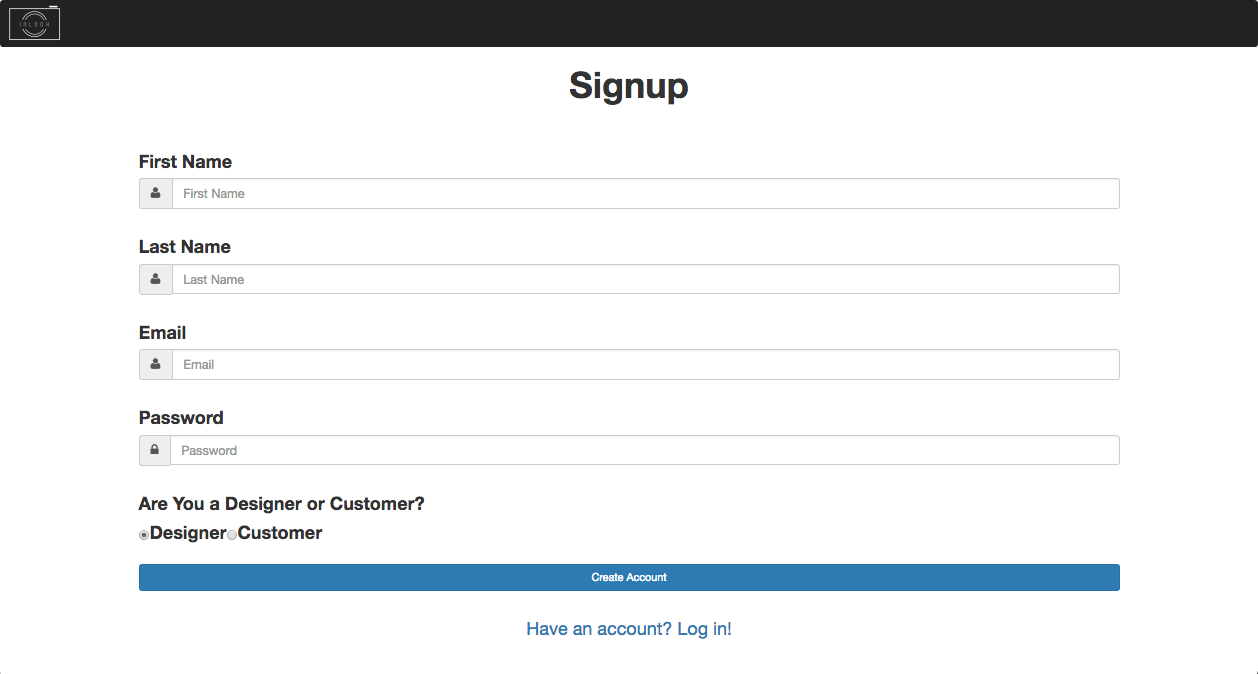 Signup
First Name
First Name
Last Name
Last Name
Email
Email
Password
Password
Are You a Designer or Customer?
Designer Customer
Create Account
Have an account? Log in!